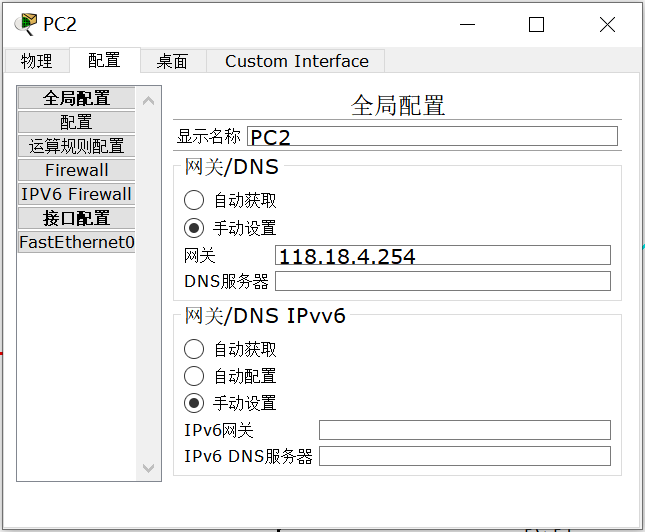 PC2
物理 配置 桌面 Custom Interface
全局配置
配置
运算规则配置
Firewall
IPV6 Firewall
接口配置
FastEthernet0
全局配置
显示名称 PC2
网关/DNS
自动获取
手动设置
网关 118.18.4.254
DNS服务器
网关/DNS IPvv6
自动获取
自动配置
手动设置
IPv6网关
IPv6 DNS服务器